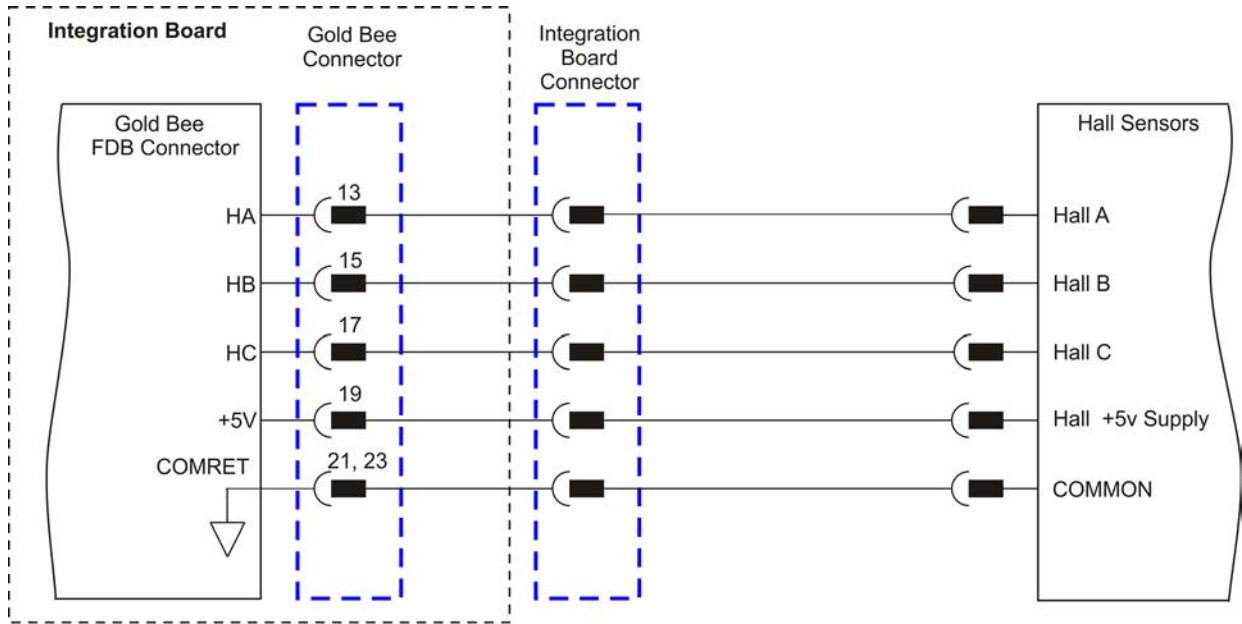 Integration Board
Gold Bee
Connector
Integration
Board
Connector
Gold Bee
FDB Connector
Hall Sensors
HA
13
Hall A
HB
15
Hall B
HC
17
Hall C
+5V
19
Hall +5v Supply
COMRET
21, 23
COMMON